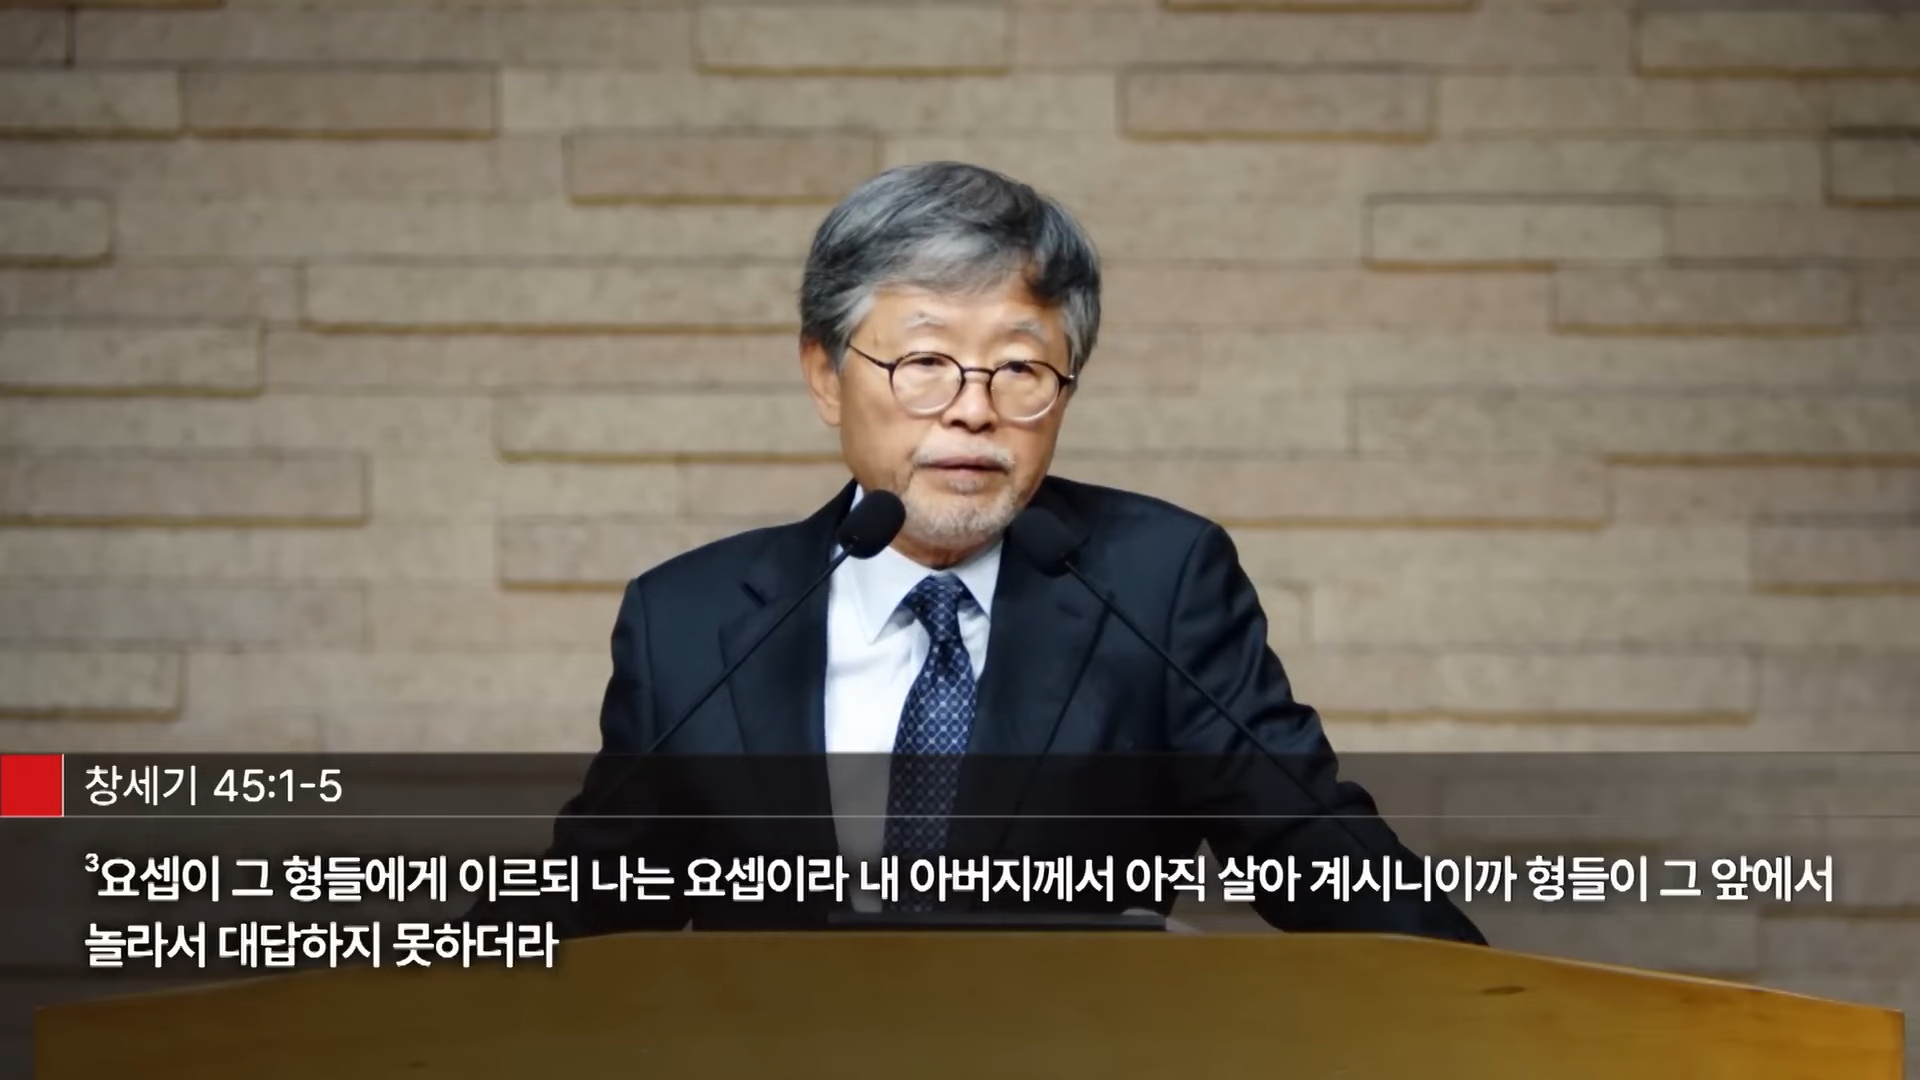 창세기 45:1-5
³요셉이 그 형들에게 이르되 나는 요셉이라 내 아버지께서 아직 살아 계시니이까 형들이 그 앞에서
놀라서 대답하지 못하더라